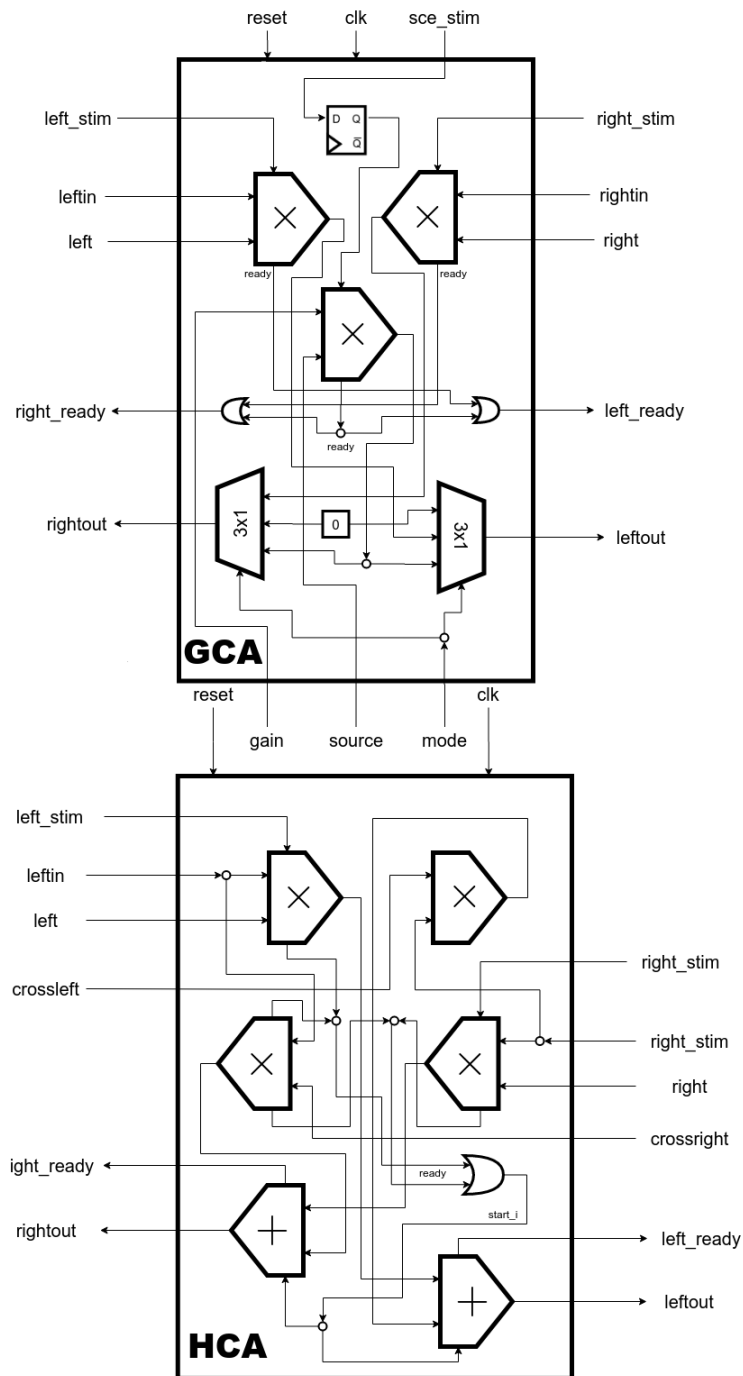 reset clk sce_stim
left_stim
D Q
Q
right_stim
leftin
rightin
left
right
ready
ready
right_ready
left_ready
ready
rightout
3x1
0
3x1
leftout
GCA
reset clk
gain source mode
left_stim
leftin
left
right_stim
crossleft
right_stim
right
crossright
ight_ready
ready
start_i
rightout
left_ready
leftout
HCA